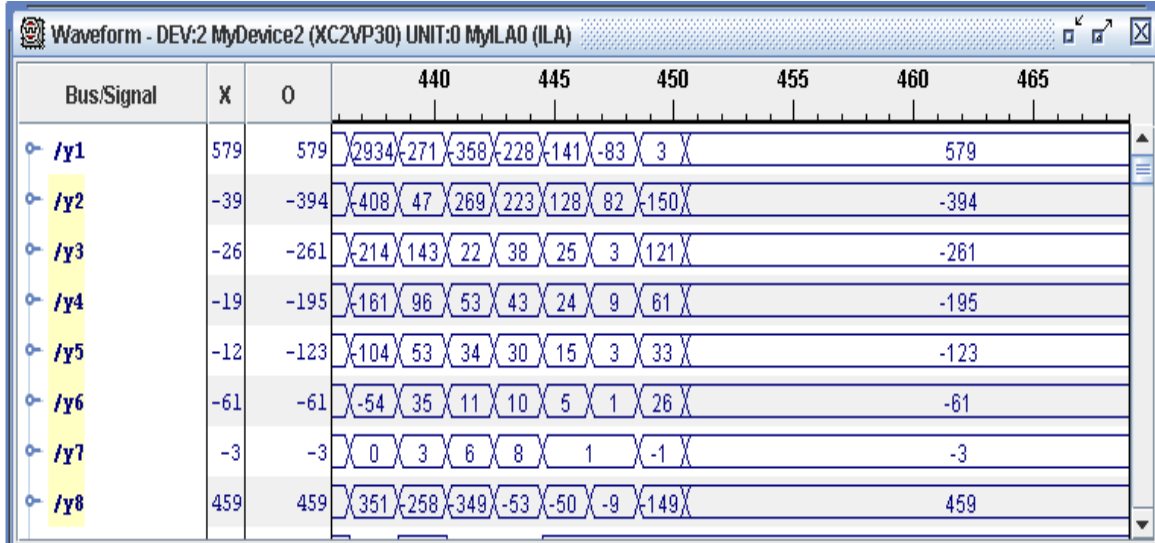 Waveform - DEV:2 MyDevice2 (XC2VP30) UNIT:0 MyILA0 (ILA)
Bus/Signal X O 440 445 450 455 460 465
/y1 579 579 2934 -271 -358 -228 -141 -83 3 579
/y2 -39 -394 -408 47 269 223 128 82 -150 -394
/y3 -26 -261 -214 143 22 38 25 3 121 -261
/y4 -19 -195 -161 96 53 43 24 9 61 -195
/y5 -12 -123 -104 53 34 30 15 3 33 -123
/y6 -61 -61 -54 35 11 10 5 1 26 -61
/y7 -3 -3 0 3 6 8 1 -1 -3
/y8 459 459 351 -258 -349 -53 -50 -9 -149 459